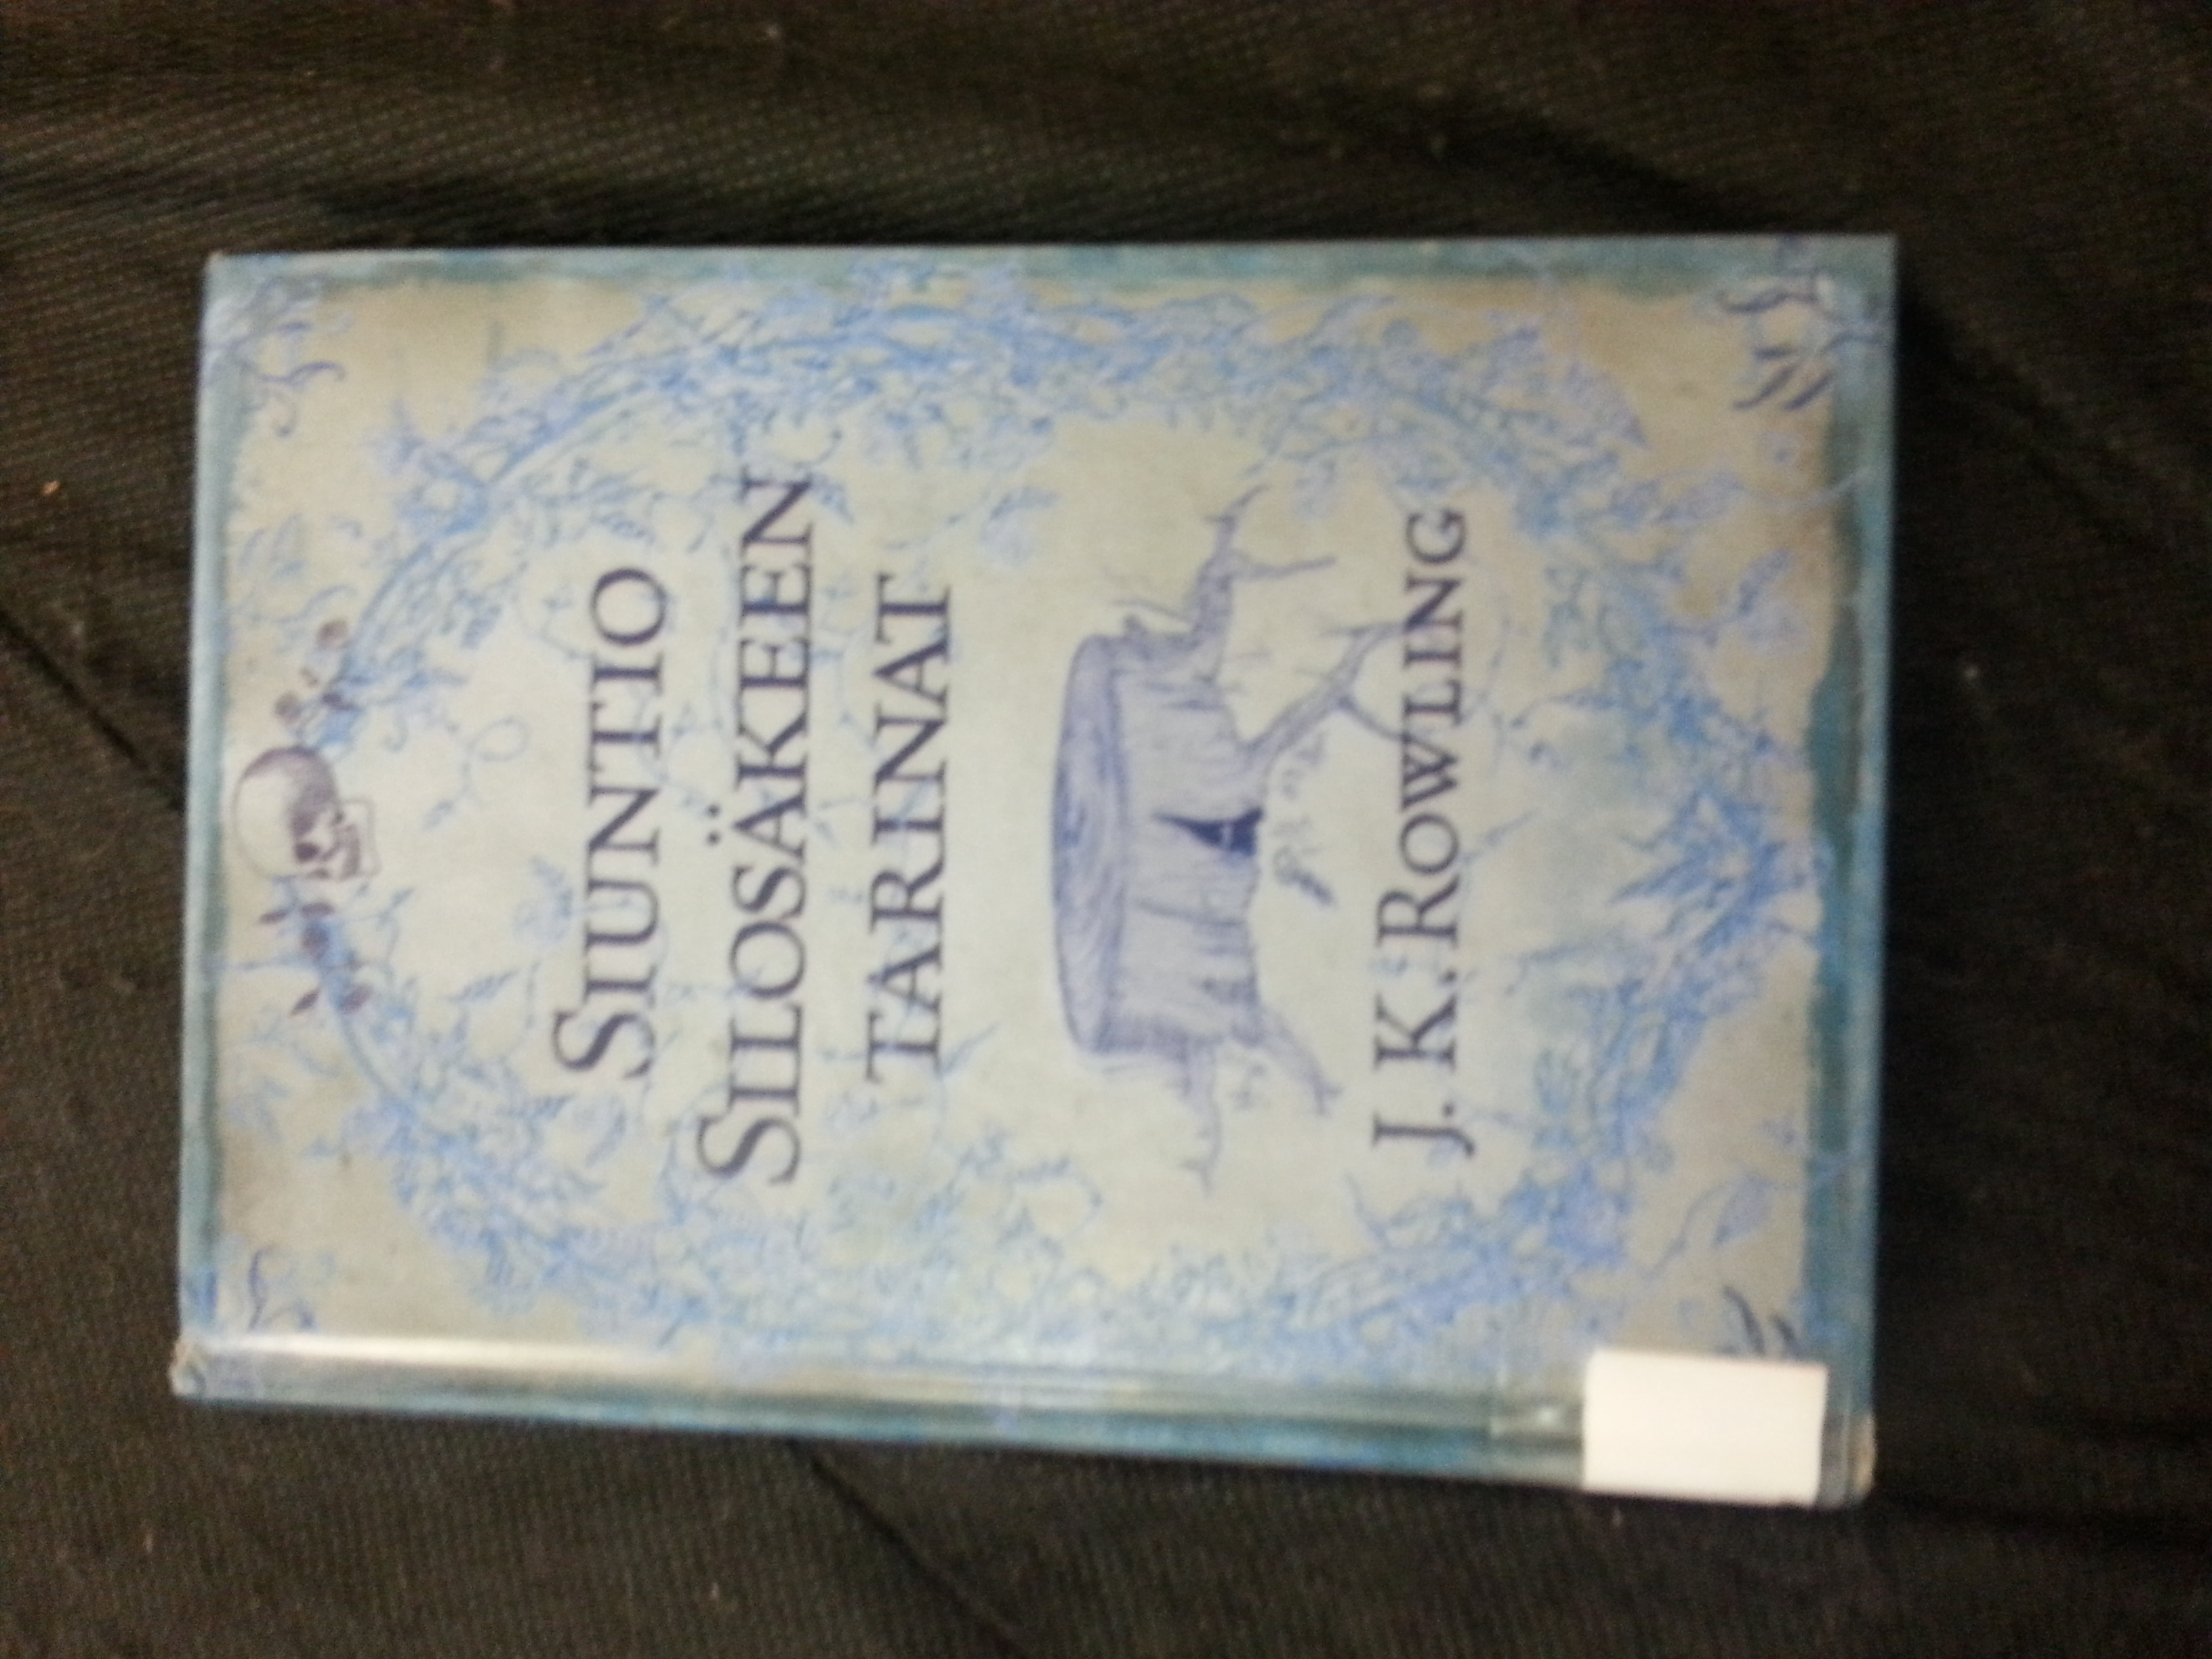 SIUNTIO
SILOSÄKEEN
TARINAT
J. K. ROWLING